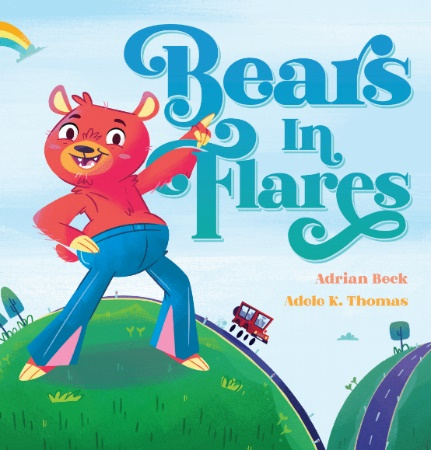 Bears
In
Flares
Adrian Beck
Adele K. Thomas